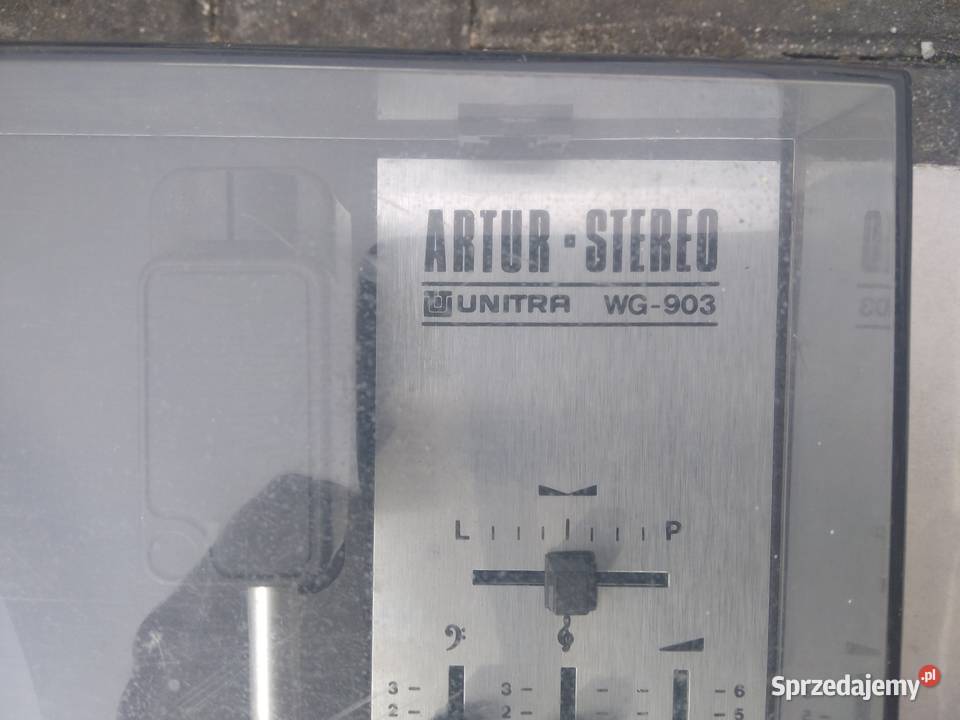 ARTUR · STEREO
UNITRA WG-903
L P
3 – 3 – – – – 6
2 – 2 – – – – 5
Sprzedajemy.pl